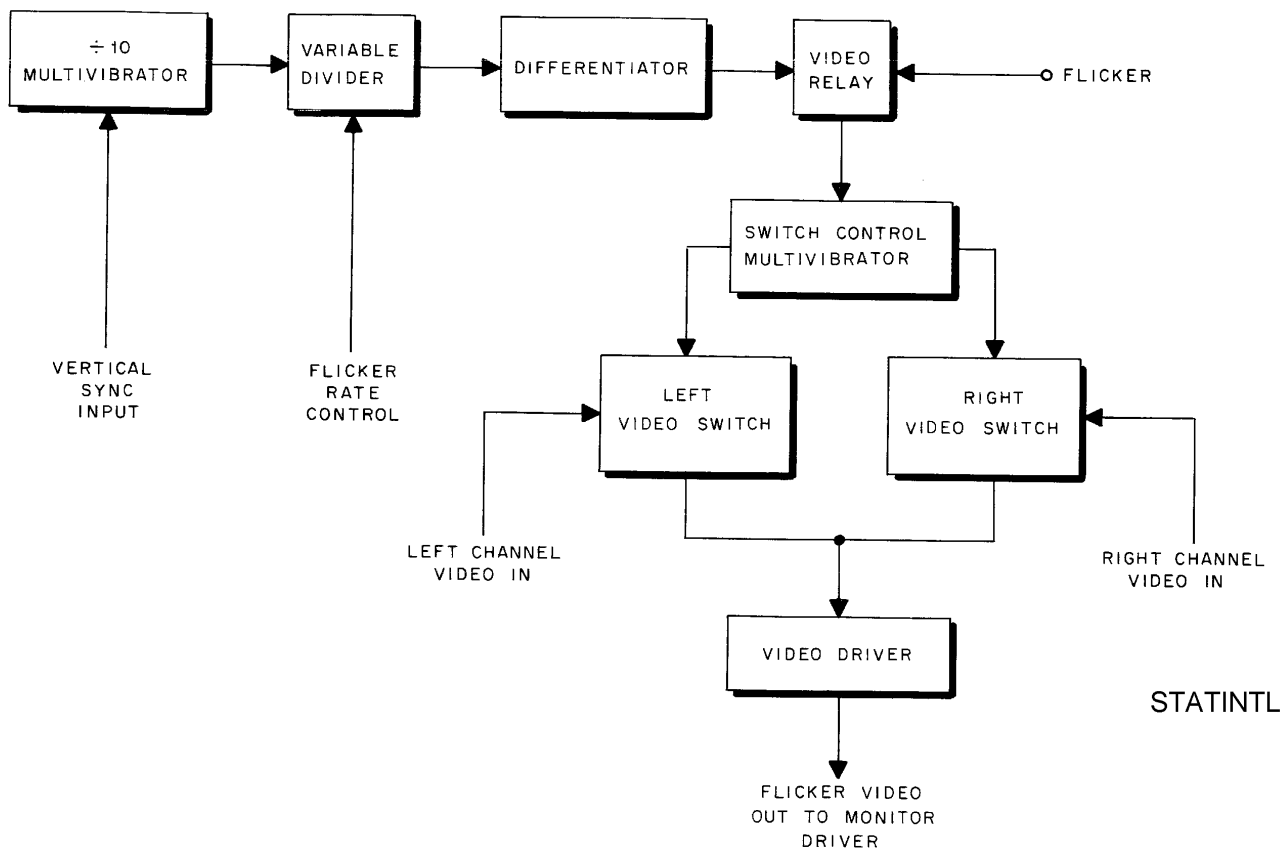 ÷ 10
MULTIVIBRATOR
VARIABLE
DIVIDER
DIFFERENTIATOR
VIDEO
RELAY
FLICKER
SWITCH CONTROL
MULTIVIBRATOR
VERTICAL
SYNC
INPUT
FLICKER
RATE
CONTROL
LEFT
VIDEO SWITCH
RIGHT
VIDEO SWITCH
LEFT CHANNEL
VIDEO IN
RIGHT CHANNEL
VIDEO IN
VIDEO DRIVER
STATINTL
FLICKER VIDEO
OUT TO MONITOR
DRIVER